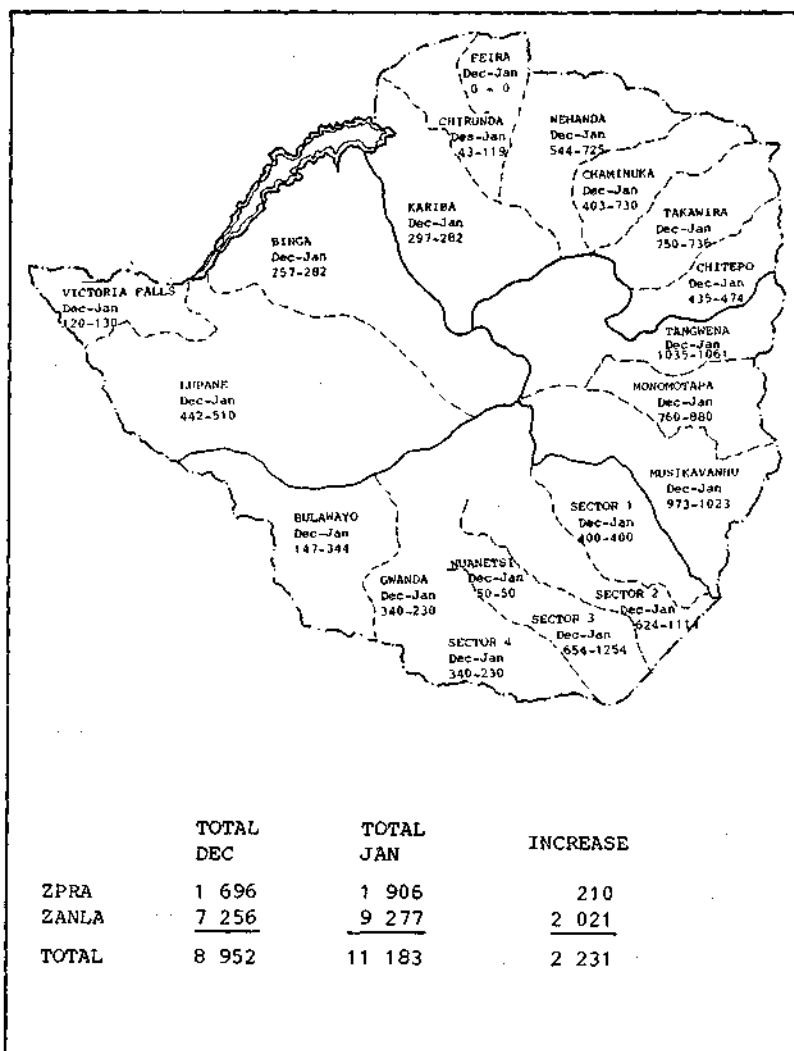 FEIRA
Dec-Jan
0 - 0
CHIRUNDA
Des-Jan
43-119
NEHANDA
Dec-Jan
544-725
CHAMINUKA
Dec-Jan
403-730
KARIBA
Dec-Jan
297-282
TAKAWIRA
Dec-Jan
750-736
BINGA
Dec-Jan
257-282
CHITEPO
Dec-Jan
435-474
VICTORIA FALLS
Dec-Jan
120-130
TANGWENA
Dec-Jan
1035-1061
LUPANE
Dec-Jan
442-510
MONOMOTAPA
Dec-Jan
760-880
MUSIKAVANHU
Dec-Jan
973-1023
SECTOR 1
Dec-Jan
400-400
BULAWAYO
Dec-Jan
147-344
NUANETSI
Dec-Jan
50-50
GWANDA
Dec-Jan
340-230
SECTOR 2
Dec-Jan
624-1114
SECTOR 3
Dec-Jan
654-1254
SECTOR 4
Dec-Jan
340-230
TOTAL DEC TOTAL JAN INCREASE
ZPRA 1 696 1 906 210
ZANLA 7 256 9 277 2 021
TOTAL 8 952 11 183 2 231